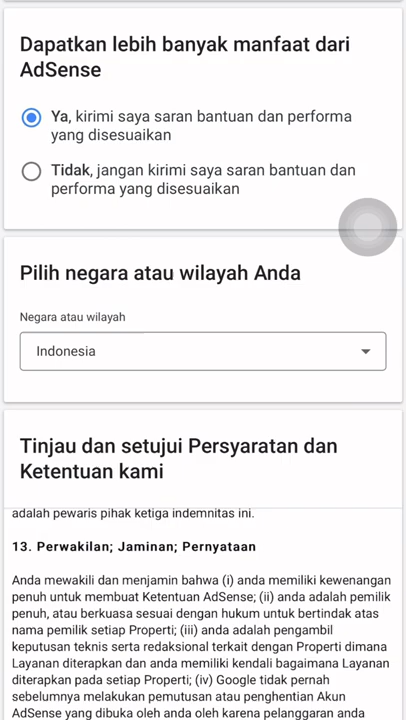 Dapatkan lebih banyak manfaat dari
AdSense
Ya, kirimi saya saran bantuan dan performa
yang disesuaikan
Tidak, jangan kirimi saya saran bantuan dan
performa yang disesuaikan
Pilih negara atau wilayah Anda
Negara atau wilayah
Indonesia
Tinjau dan setujui Persyaratan dan
Ketentuan kami
adalah pewaris pihak ketiga indemnitas ini.
13. Perwakilan; Jaminan; Pernyataan
Anda mewakili dan menjamin bahwa (i) anda memiliki kewenangan
penuh untuk membuat Ketentuan AdSense; (ii) anda adalah pemilik
penuh, atau berkuasa sesuai dengan hukum untuk bertindak atas
nama pemilik setiap Properti; (iii) anda adalah pengambil
keputusan teknis serta redaksional terkait dengan Properti dimana
Layanan diterapkan dan anda memiliki kendali bagaimana Layanan
diterapkan pada setiap Properti; (iv) Google tidak pernah
sebelumnya melakukan pemutusan atau penghentian Akun
AdSense yang dibuka oleh anda oleh karena pelanggaran anda